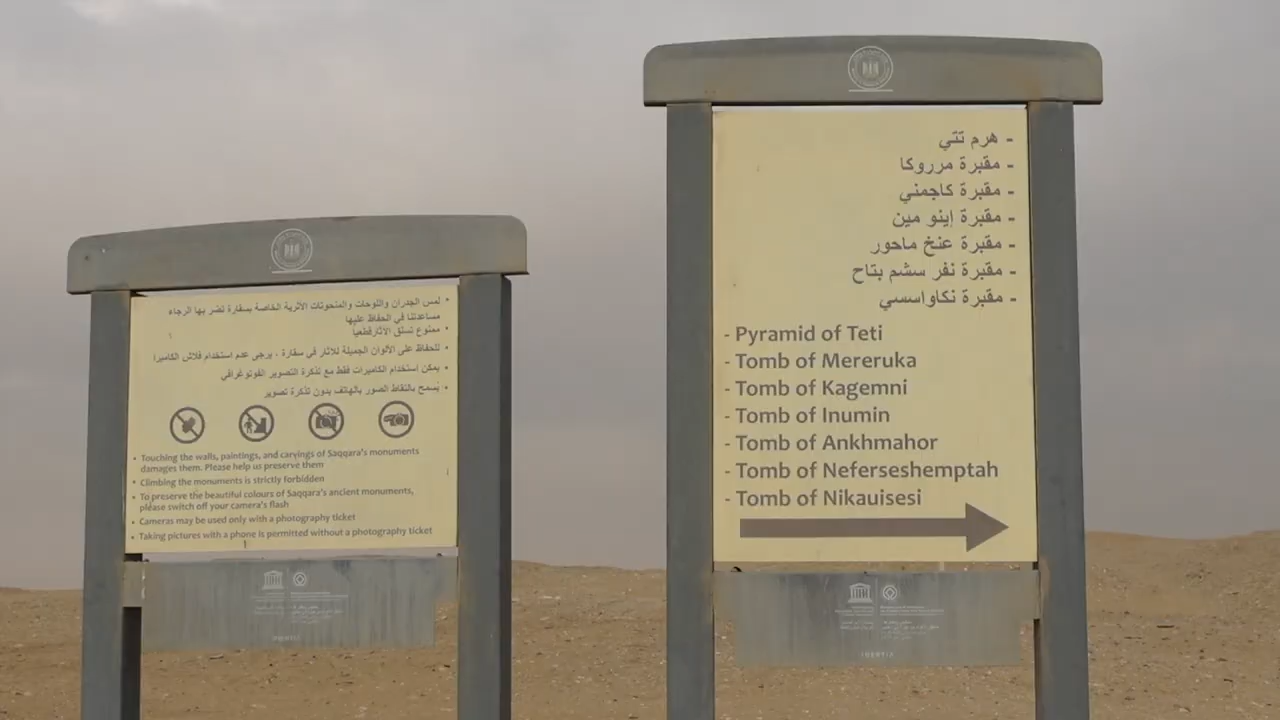 • لمس الجدران واللوحات والمنحوتات الأثرية الخاصة بسقارة تضر بها الرجاء
مساعدتنا في الحفاظ عليها
• ممنوع تسلق الآثار قطعياً
• للحفاظ على الألوان الجميلة للآثار في سقارة ، يرجى عدم استخدام فلاش الكاميرا
• يمكن استخدام الكاميرات فقط مع تذكرة التصوير الفوتوغرافي
• يُسمح بالتقاط الصور بالهاتف بدون تذكرة تصوير
• Touching the walls, paintings, and carvings of Saqqara's monuments
damages them. Please help us preserve them
• Climbing the monuments is strictly forbidden
• To preserve the beautiful colours of Saqqara's ancient monuments,
please switch off your camera's flash
• Cameras may be used only with a photography ticket
• Taking pictures with a phone is permitted without a photography ticket
- هرم تتي
- مقبرة مرروكا
- مقبرة كاجمني
- مقبرة إينو مين
- مقبرة عنخ ماحور
- مقبرة نفر سشم بتاح
- مقبرة نكاواسسي
- Pyramid of Teti
- Tomb of Mereruka
- Tomb of Kagemni
- Tomb of Inumin
- Tomb of Ankhmahor
- Tomb of Neferseshemptah
- Tomb of Nikauisesi